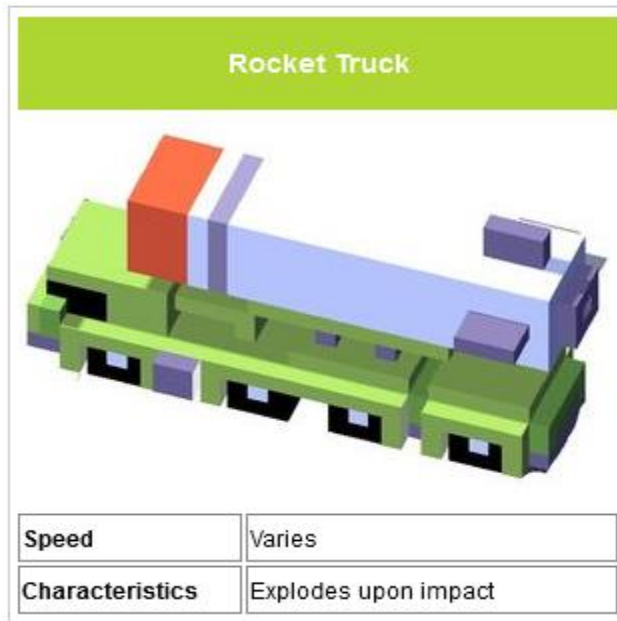 Rocket Truck
Speed Varies
Characteristics Explodes upon impact